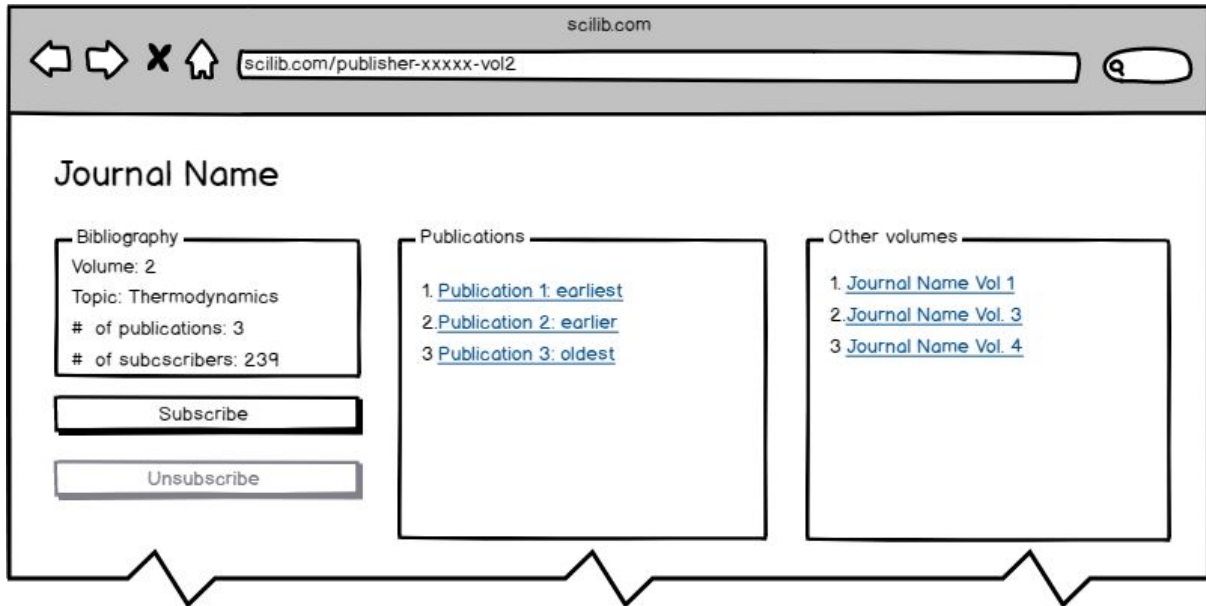 scilib.com
scilib.com/publisher-xxxxx-vol2
Journal Name
Bibliography
Volume: 2
Topic: Thermodynamics
# of publications: 3
# of subcscribers: 239
Subscribe
Unsubscribe
Publications
1. Publication 1: earliest
2.Publication 2: earlier
3 Publication 3: oldest
Other volumes
1. Journal Name Vol 1
2.Journal Name Vol. 3
3 Journal Name Vol. 4